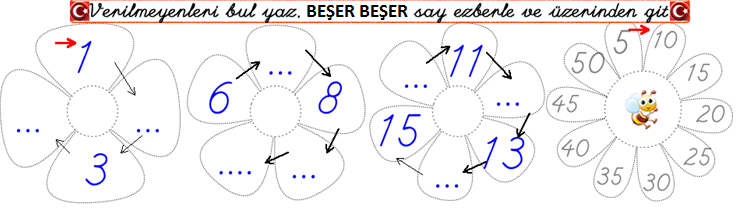 Verilmeyenleri bul yaz, BEŞER BEŞER say ezberle ve üzerinden git
1 ... 3 ...
6 ... 8 ... ....
11 ... 13 ... 15 ...
5 10 15 20 25 30 35 40 45 50